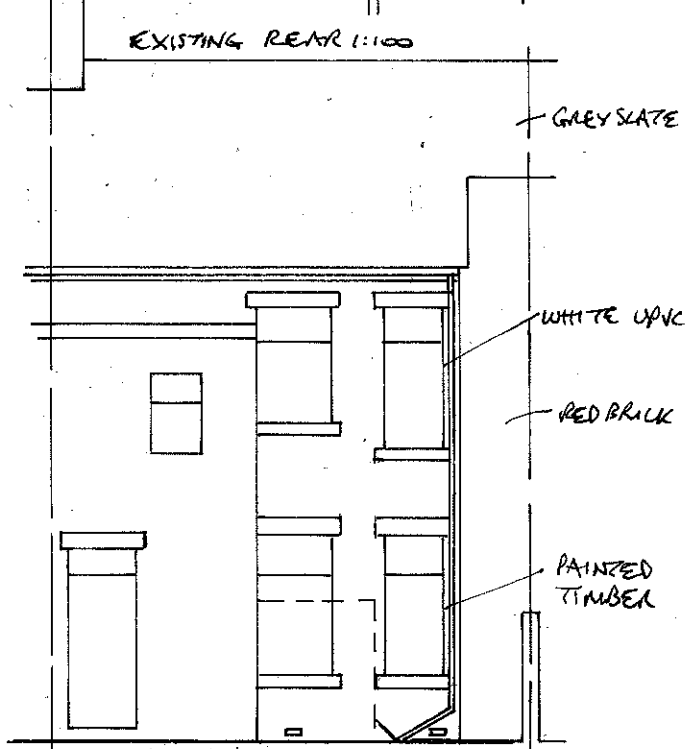 EXISTING REAR 1:100
GREY SLATE
WHITE UPVC
RED BRICK
PAINTED
TIMBER